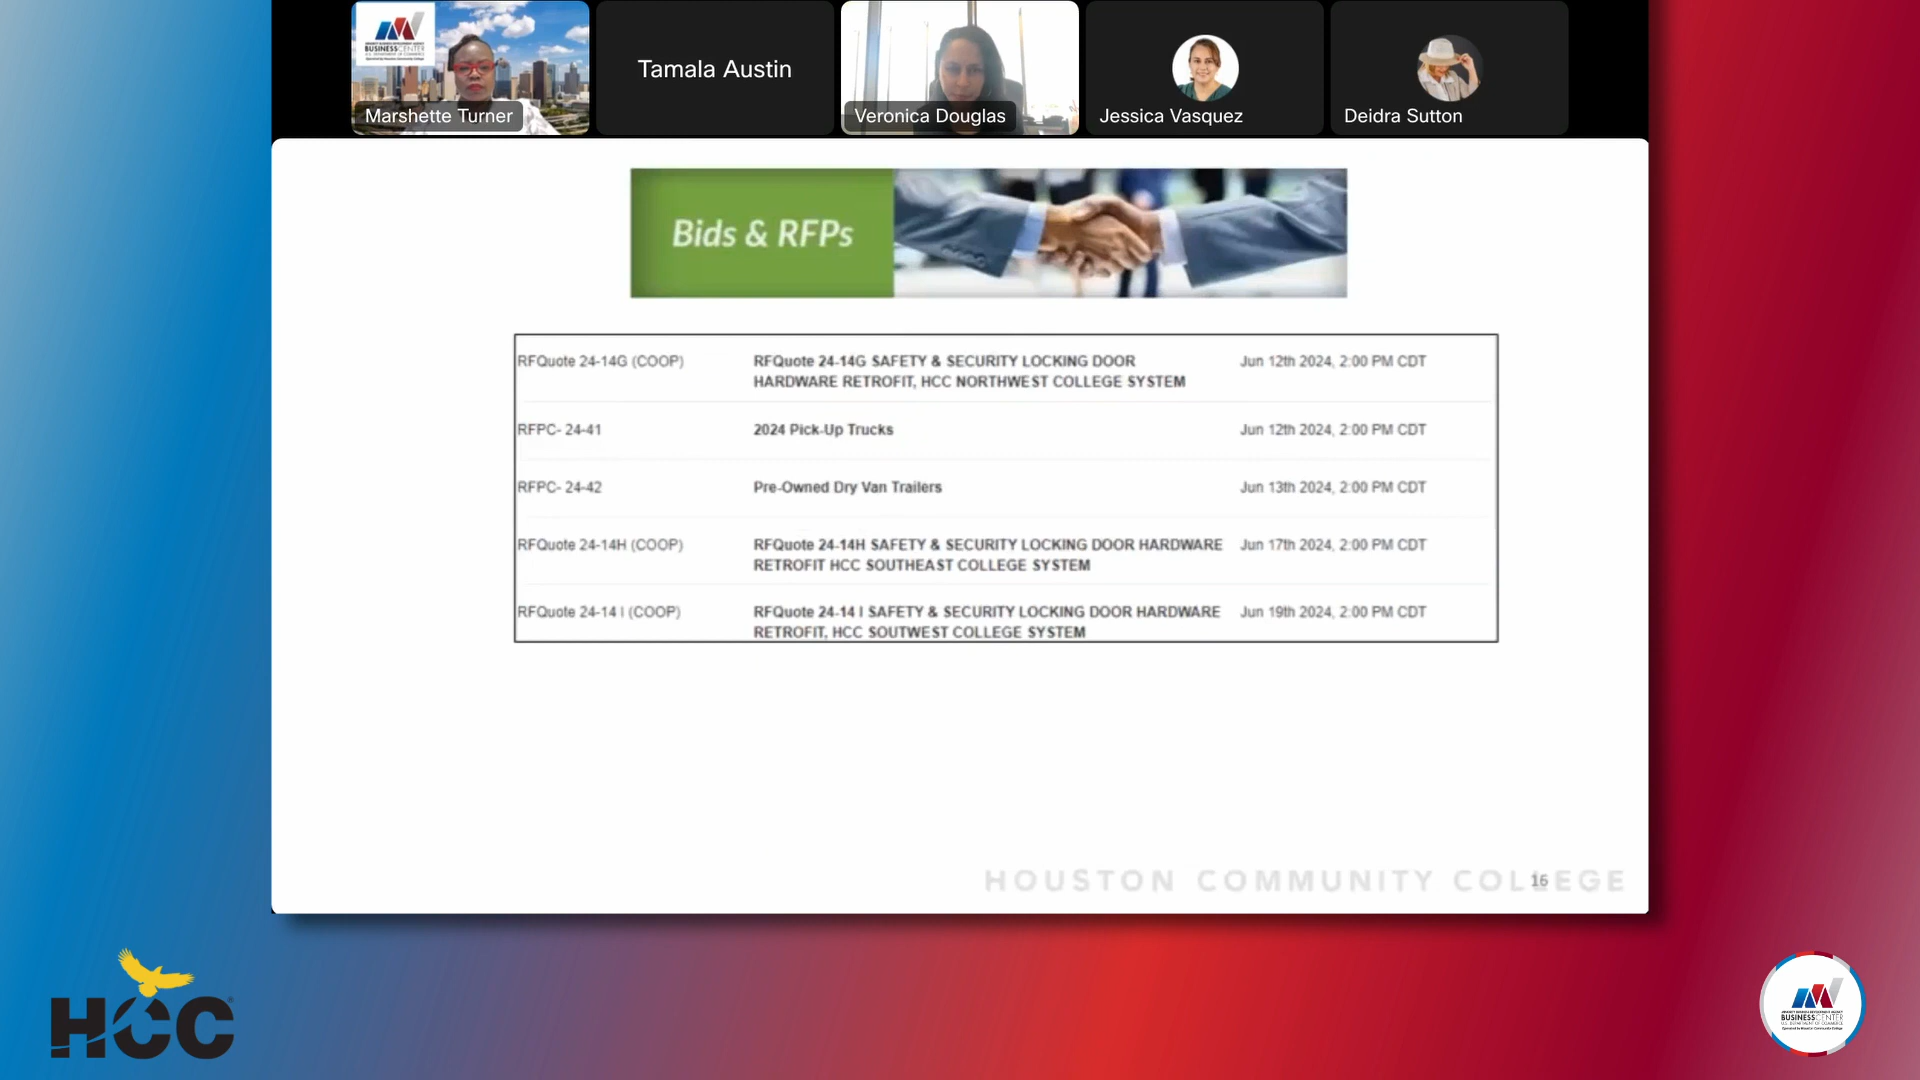 BUSINESSCENTER
Marshette Turner
Tamala Austin
Veronica Douglas
Jessica Vasquez
Deidra Sutton
Bids & RFPs
RFQuote 24-14G (COOP) RFQuote 24-14G SAFETY & SECURITY LOCKING DOOR Jun 12th 2024, 2:00 PM CDT
HARDWARE RETROFIT, HCC NORTHWEST COLLEGE SYSTEM
RFPC- 24-41 2024 Pick-Up Trucks Jun 12th 2024, 2:00 PM CDT
RFPC- 24-42 Pre-Owned Dry Van Trailers Jun 13th 2024, 2:00 PM CDT
RFQuote 24-14H (COOP) RFQuote 24-14H SAFETY & SECURITY LOCKING DOOR HARDWARE Jun 17th 2024, 2:00 PM CDT
RETROFIT HCC SOUTHEAST COLLEGE SYSTEM
RFQuote 24-14 I (COOP) RFQuote 24-14 I SAFETY & SECURITY LOCKING DOOR HARDWARE Jun 19th 2024, 2:00 PM CDT
RETROFIT, HCC SOUTWEST COLLEGE SYSTEM
HOUSTON COMMUNITY COLLEGE
16
HCC
BUSINESSCENTER